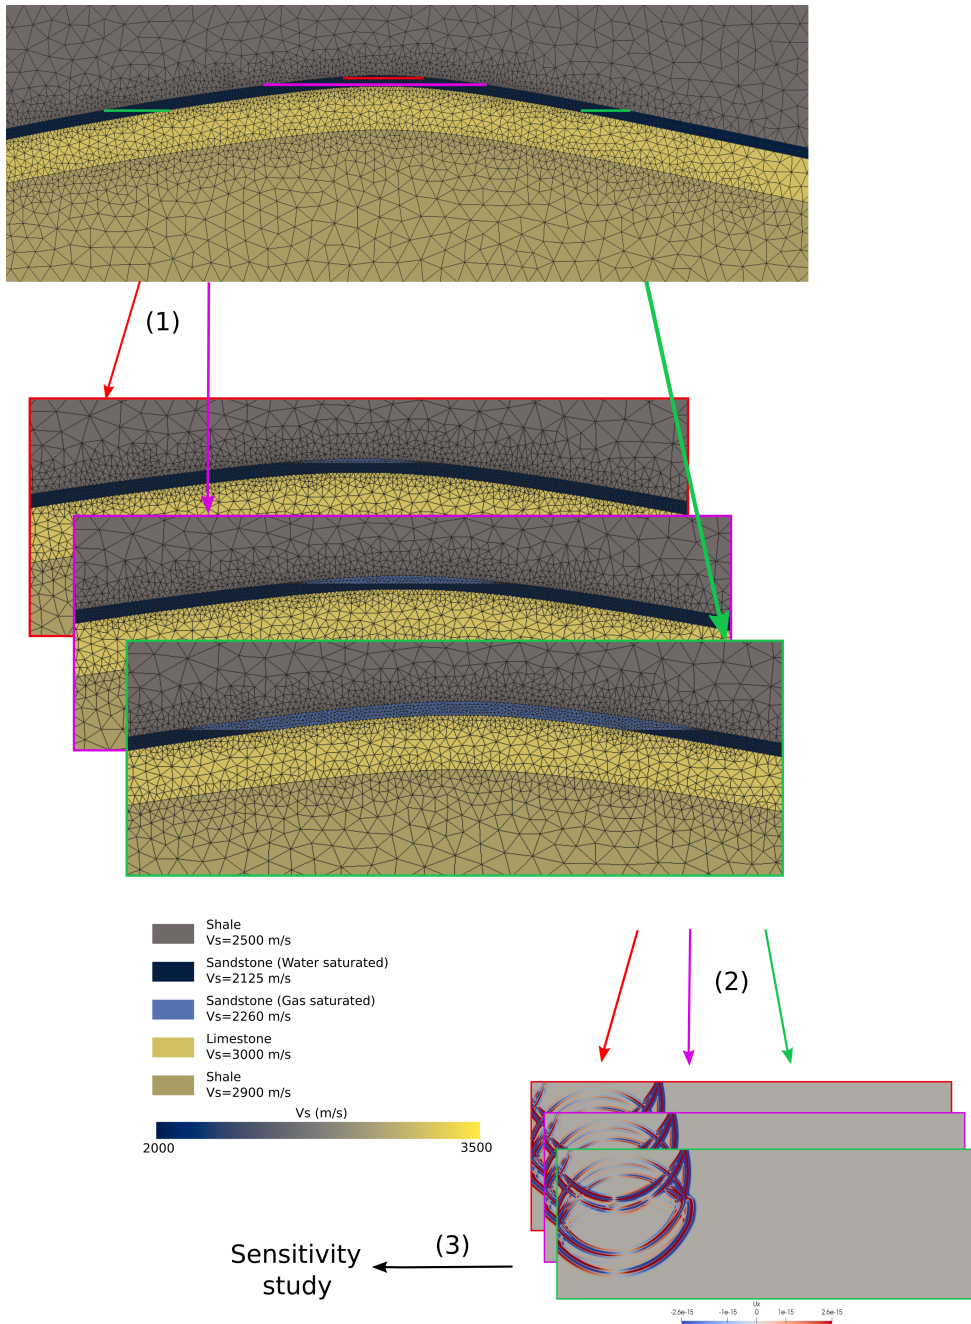 (1)
Shale
Vs=2500 m/s
Sandstone (Water saturated)
Vs=2125 m/s
Sandstone (Gas saturated)
Vs=2260 m/s
Limestone
Vs=3000 m/s
Shale
Vs=2900 m/s
Vs (m/s)
2000 3500
(2)
(3)
Sensitivity
study
Ux
-2.6e-15 -1e-15 0 1e-15 2.6e-15